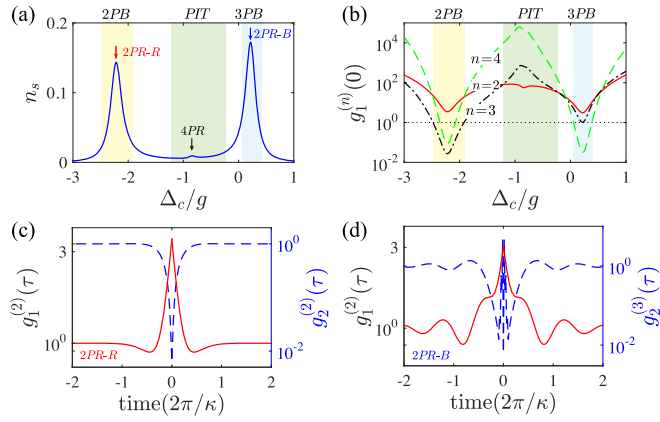 (a)
2PB PIT 3PB
0.2
0.1
0
n_s
2PR-R
4PR
2PR-B
-3 -2 -1 0 1
Δ_c/g
(b)
2PB PIT 3PB
10^4
10^2
10^0
10^-2
g_1^(n)(0)
n=4
n=2
n=3
-3 -2 -1 0 1
Δ_c/g
(c)
3
10^0
g_1^(2)(τ)
10^0
10^-2
g_2^(2)(τ)
2PR-R
-2 -1 0 1 2
time(2π/κ)
(d)
3
10^0
g_1^(2)(τ)
10^0
10^-2
g_2^(3)(τ)
2PR-B
-2 -1 0 1 2
time(2π/κ)